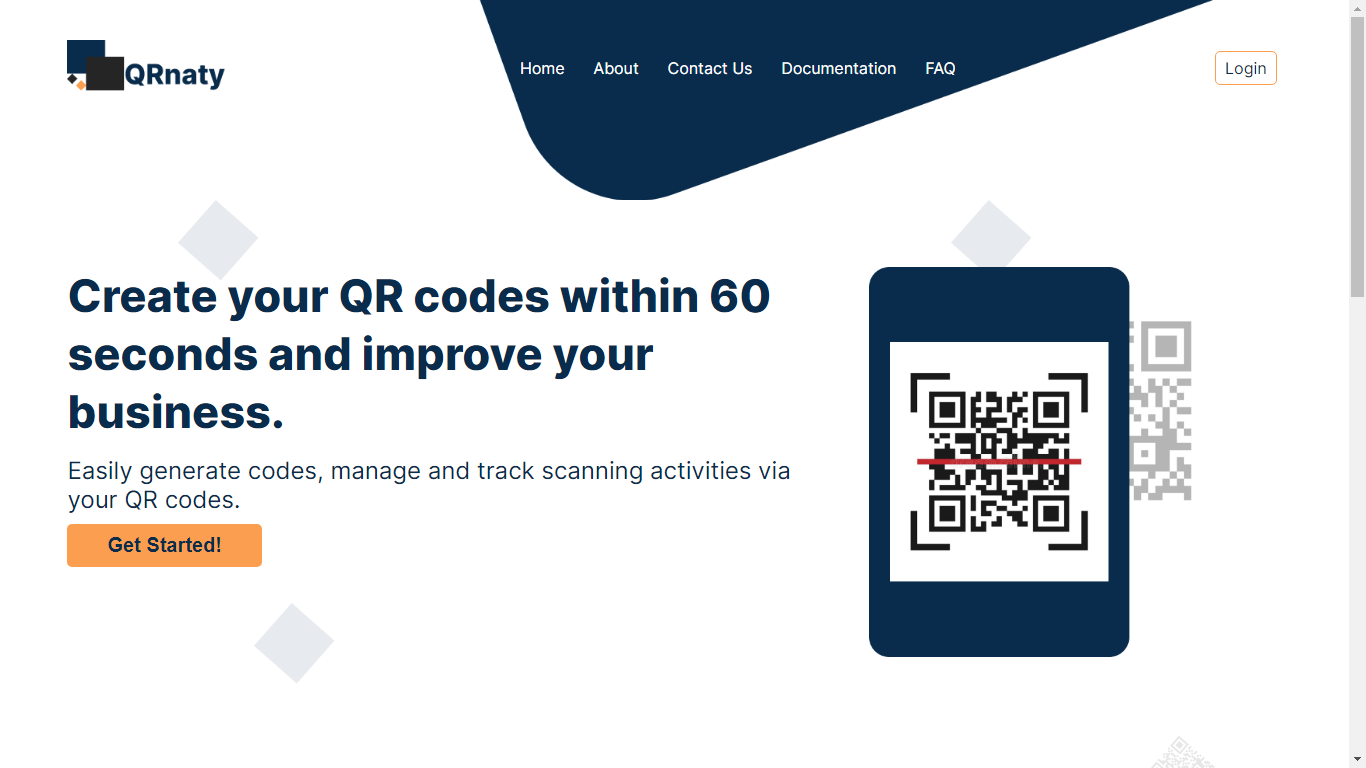 QRnaty
Home About Contact Us Documentation FAQ
Login
Create your QR codes within 60
seconds and improve your
business.
Easily generate codes, manage and track scanning activities via
your QR codes.
Get Started!